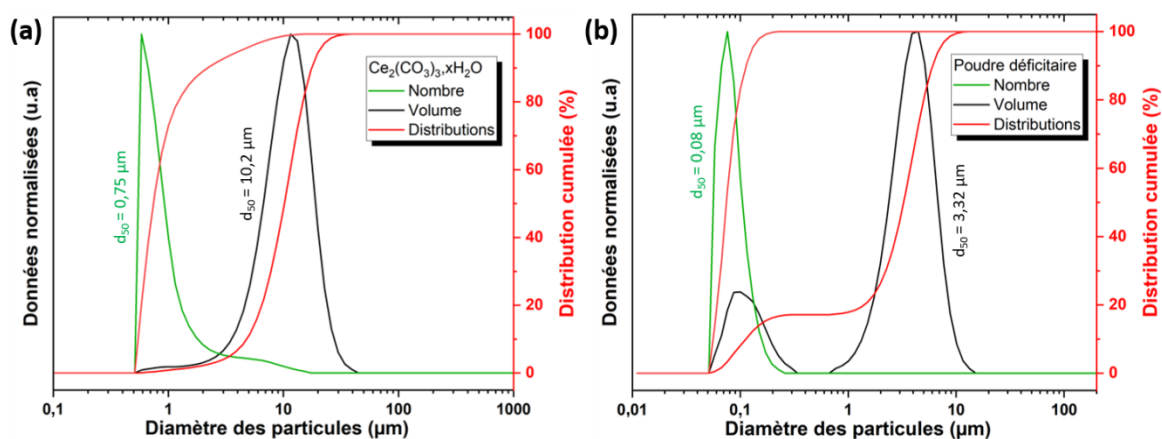 (a)
Données normalisées (u.a)
Ce₂(CO₃)₃,xH₂O
Nombre
Volume
Distributions
d₅₀ = 0,75 µm
d₅₀ = 10,2 µm
100
80
60
40
20
0
Distribution cumulée (%)
0,1 1 10 100 1000
Diamètre des particules (µm)
(b)
Données normalisées (u.a)
Poudre déficitaire
Nombre
Volume
Distributions
d₅₀ = 0,08 µm
d₅₀ = 3,32 µm
100
80
60
40
20
0
Distribution cumulée (%)
0,01 0,1 1 10 100
Diamètre des particules (µm)